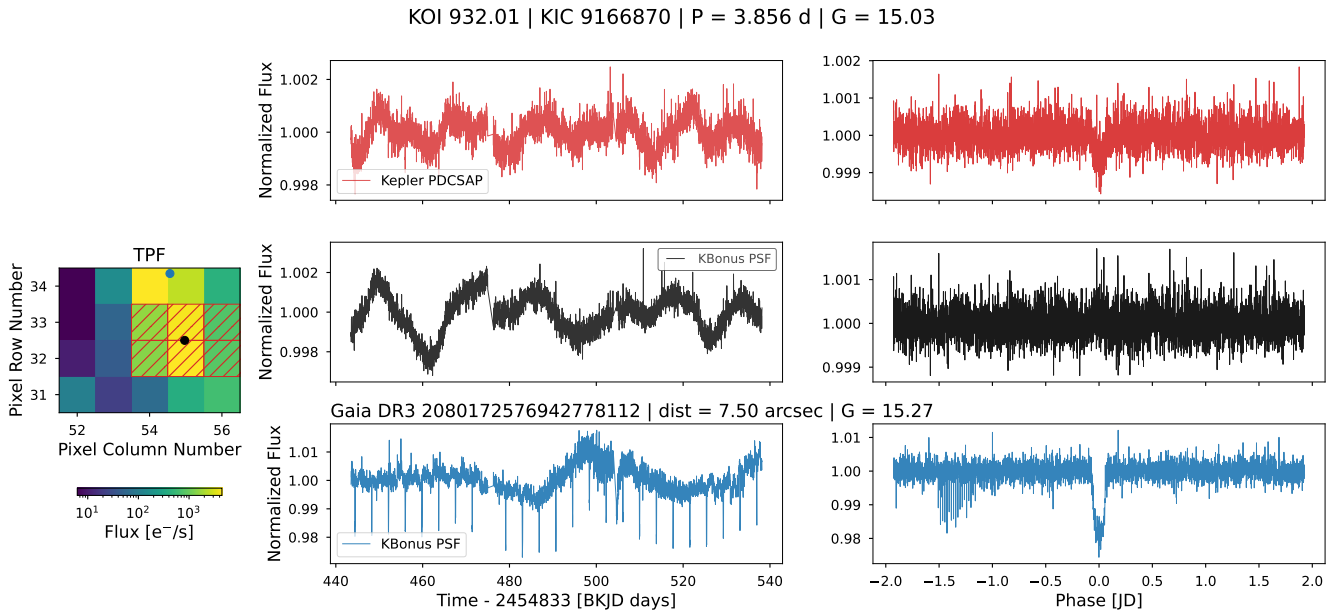 KOI 932.01 | KIC 9166870 | P = 3.856 d | G = 15.03
Normalized Flux
1.002
1.000
0.998
Kepler PDCSAP
1.002
1.001
1.000
0.999
TPF
Pixel Row Number
34
33
32
31
52 54 56
Pixel Column Number
10¹ 10² 10³
Flux [e⁻/s]
Normalized Flux
1.002
1.000
0.998
KBonus PSF
1.001
1.000
0.999
Gaia DR3 2080172576942778112 | dist = 7.50 arcsec | G = 15.27
Normalized Flux
1.01
1.00
0.99
0.98
KBonus PSF
440 460 480 500 520 540
Time - 2454833 [BKJD days]
1.01
1.00
0.99
0.98
−2.0 −1.5 −1.0 −0.5 0.0 0.5 1.0 1.5 2.0
Phase [JD]